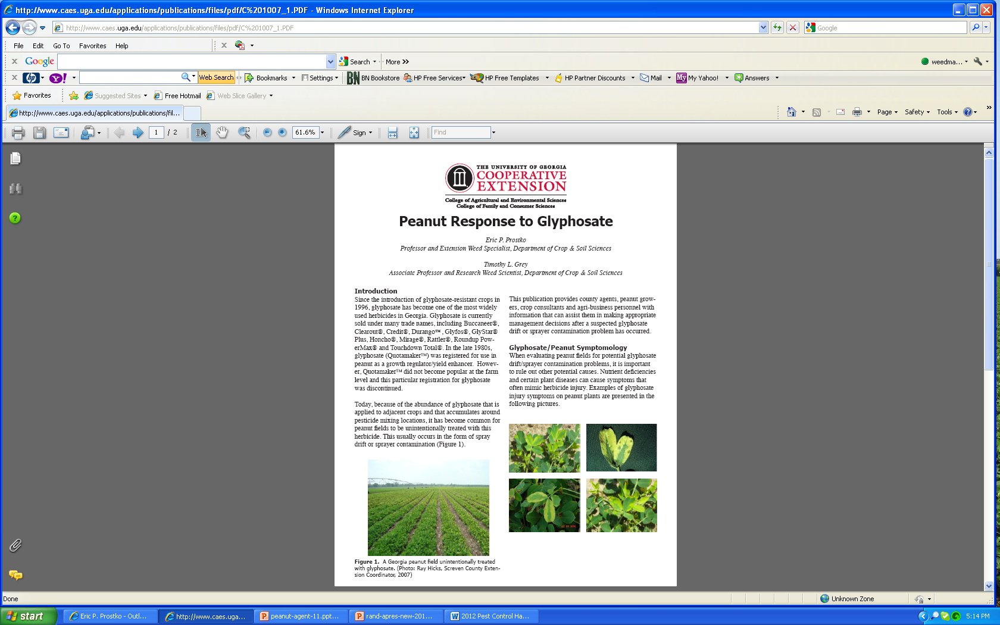 http://www.caes.uga.edu/applications/publications/files/pdf/C%201007_1.PDF - Windows Internet Explorer
http://www.caes.uga.edu/applications/publications/files/pdf/C%201007_1.PDF
Google
File Edit Go To Favorites Help
Google Search More weedma...
hp Y! Web Search Bookmarks Settings BN BN Bookstore HP Free Services HP Free Templates HP Partner Discounts Mail My My Yahoo! Answers
Favorites Suggested Sites Free Hotmail Web Slice Gallery
http://www.caes.uga.edu/applications/publications/fil... Page Safety Tools
1 / 2 61.6% Sign Find
THE UNIVERSITY OF GEORGIA
COOPERATIVE
EXTENSION
College of Agricultural and Environmental Sciences
College of Family and Consumer Sciences
Peanut Response to Glyphosate
Eric P. Prostko
Professor and Extension Weed Specialist, Department of Crop & Soil Sciences
Timothy L. Grey
Associate Professor and Research Weed Scientist, Department of Crop & Soil Sciences
Introduction
Since the introduction of glyphosate-resistant crops in
1996, glyphosate has become one of the most widely
used herbicides in Georgia. Glyphosate is currently
sold under many trade names, including Buccaneer®,
Clearout®, Credit®, Durango™, Glyfos®, GlyStar®
Plus, Honcho®, Mirage®, Rattler®, Roundup Pow-
erMax® and Touchdown Total®. In the late 1980s,
glyphosate (Quotamaker™) was registered for use in
peanut as a growth regulator/yield enhancer. Howev-
er, Quotamaker™ did not become popular at the farm
level and this particular registration for glyphosate
was discontinued.
Today, because of the abundance of glyphosate that is
applied to adjacent crops and that accumulates around
pesticide mixing locations, it has become common for
peanut fields to be unintentionally treated with this
herbicide. This usually occurs in the form of spray
drift or sprayer contamination (Figure 1).
Figure 1. A Georgia peanut field unintentionally treated
with glyphosate. (Photo: Ray Hicks, Screven County Exten-
sion Coordinator, 2007)
This publication provides county agents, peanut grow-
ers, crop consultants and agri-business personnel with
information that can assist them in making appropriate
management decisions after a suspected glyphosate
drift or sprayer contamination problem has occurred.
Glyphosate/Peanut Symptomology
When evaluating peanut fields for potential glyphosate
drift/sprayer contamination problems, it is important
to rule out other potential causes. Nutrient deficiencies
and certain plant diseases can cause symptoms that
often mimic herbicide injury. Examples of glyphosate
injury symptoms on peanut plants are presented in the
following pictures.
Done Unknown Zone
start Eric P. Prostko - Outl... http://www.caes.uga... peanut-agent-11.ppt... rand-apres-new-201... 2012 Pest Control Ha... 5:14 PM